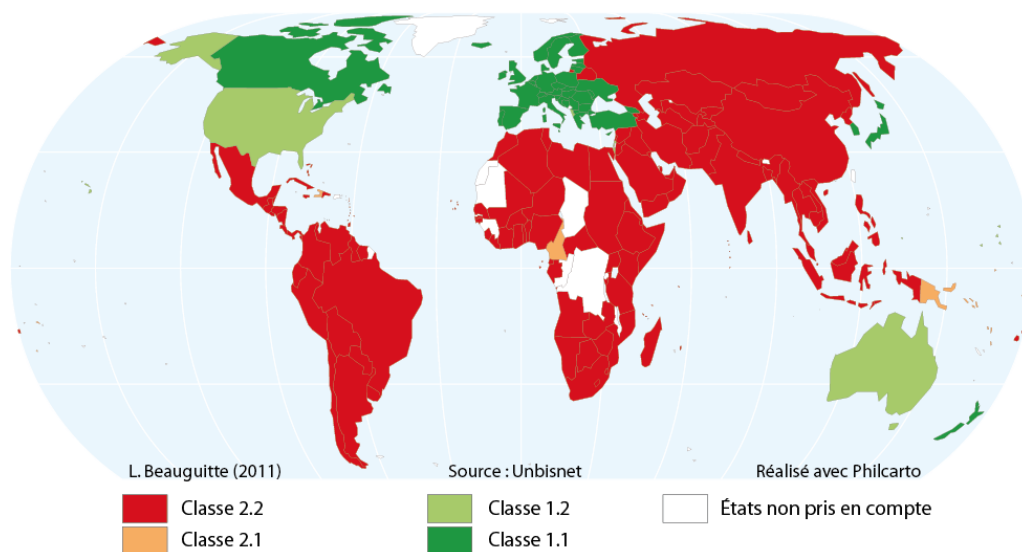 L. Beauguitte (2011) Source : Unbisnet Réalisé avec Philcarto
Classe 2.2 Classe 1.2 États non pris en compte
Classe 2.1 Classe 1.1